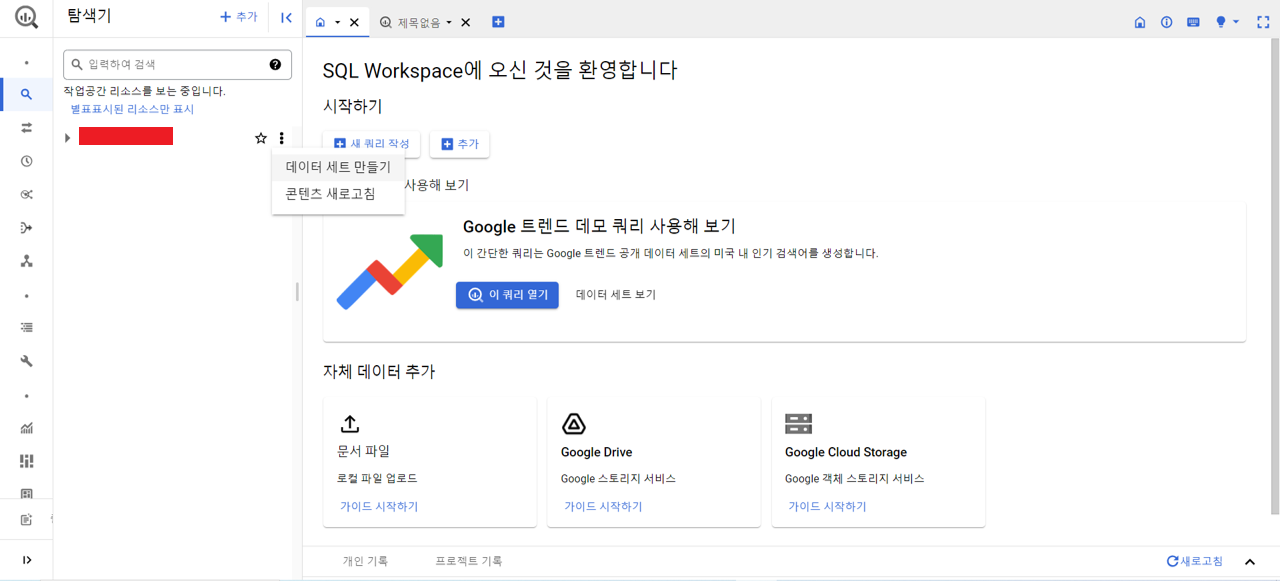 탐색기
추가
제목없음
입력하여 검색
작업공간 리소스를 보는 중입니다.
별표표시된 리소스만 표시
데이터 세트 만들기
콘텐츠 새로고침
SQL Workspace에 오신 것을 환영합니다
시작하기
새 쿼리 작성
추가
사용해 보기
Google 트렌드 데모 쿼리 사용해 보기
이 간단한 쿼리는 Google 트렌드 공개 데이터 세트의 미국 내 인기 검색어를 생성합니다.
이 쿼리 열기
데이터 세트 보기
자체 데이터 추가
문서 파일
로컬 파일 업로드
가이드 시작하기
Google Drive
Google 스토리지 서비스
가이드 시작하기
Google Cloud Storage
Google 객체 스토리지 서비스
가이드 시작하기
개인 기록
프로젝트 기록
새로고침